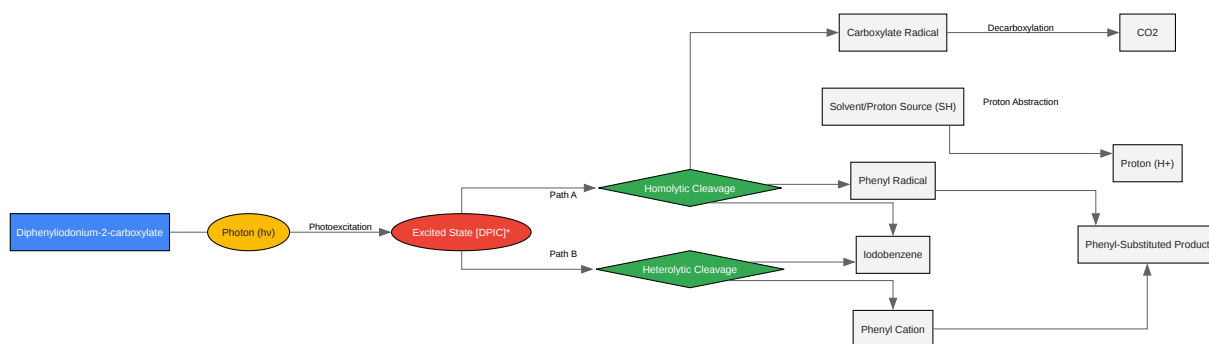 Carboxylate Radical
Decarboxylation
CO2
Solvent/Proton Source (SH)
Proton Abstraction
Proton (H+)
Homolytic Cleavage
Phenyl Radical
Path A
Diphenyliodonium-2-carboxylate
Photon (hν)
Photoexcitation
Excited State [DPIC]*
Phenyl-Substituted Product
Path B
Iodobenzene
Heterolytic Cleavage
Phenyl Cation